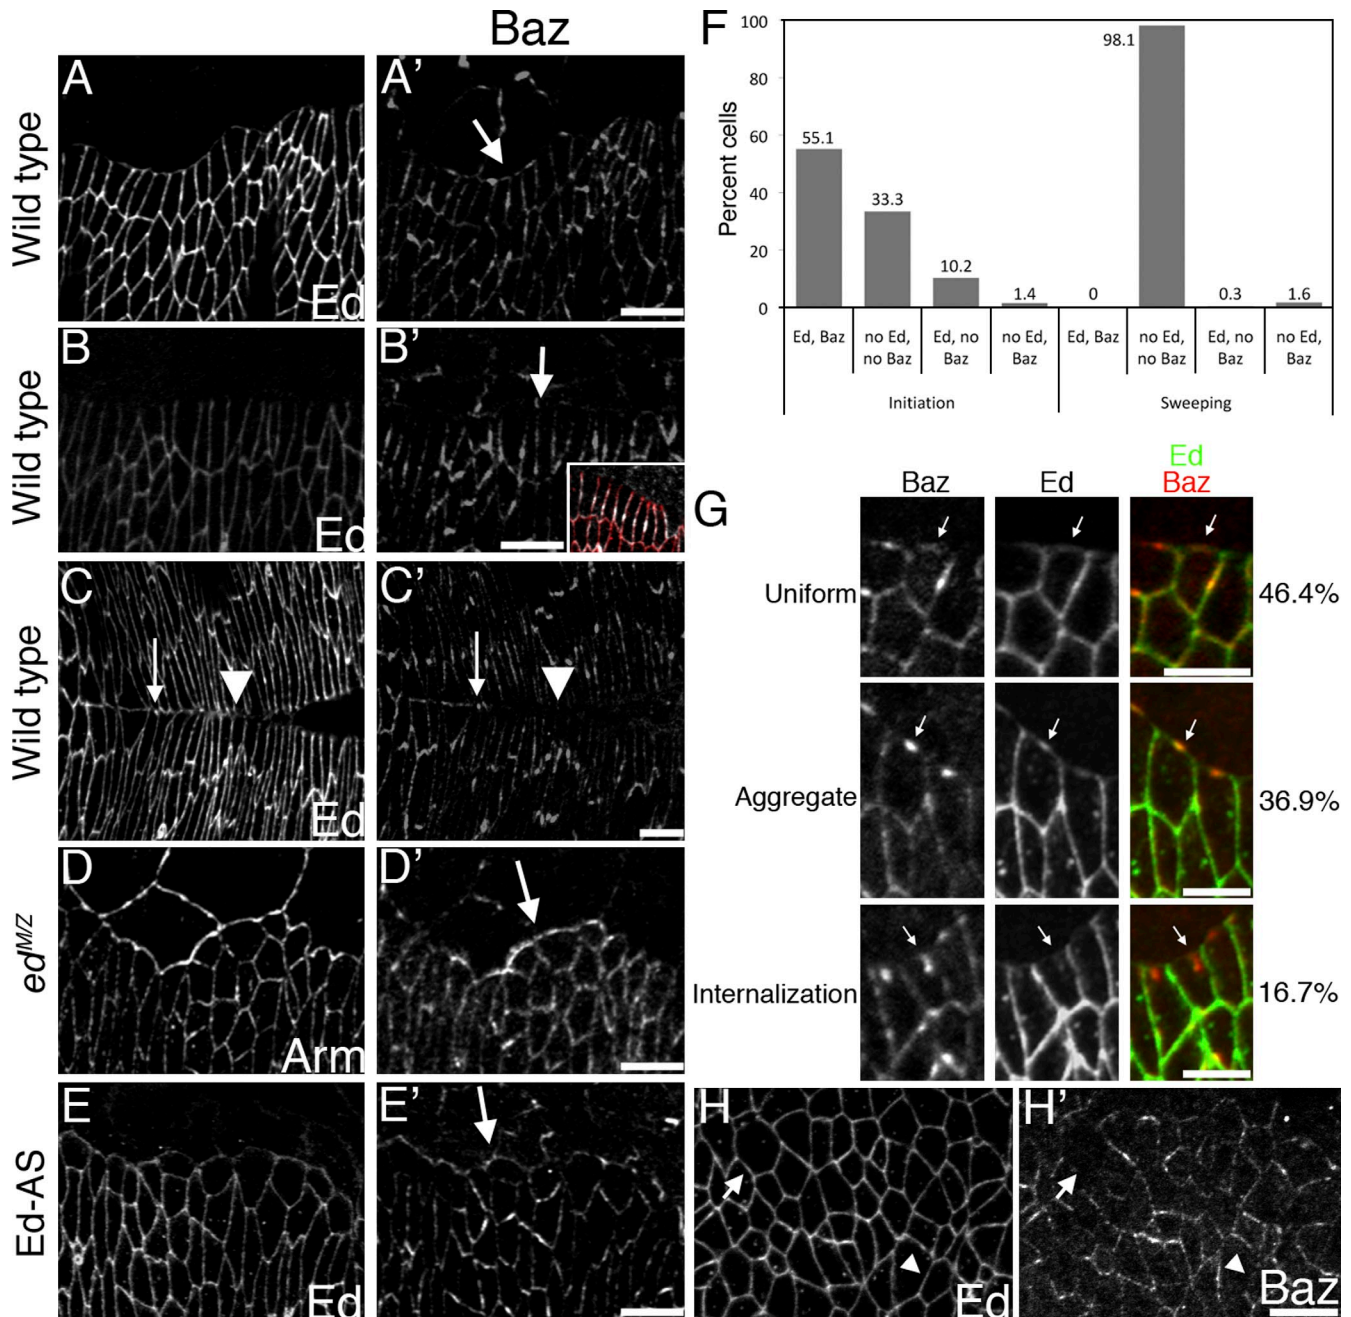 Baz
Wild type
A
Ed
A’
Wild type
B
Ed
B’
Wild type
C
Ed
C’
ed^M/Z
D
Arm
D’
Ed-AS
E
Ed
E’
F
Percent cells
100
80
60
40
20
0
55.1
33.3
10.2
1.4
0
98.1
0.3
1.6
Ed, Baz
no Ed,
no Baz
Ed, no
Baz
no Ed,
Baz
Ed, Baz
no Ed,
no Baz
Ed, no
Baz
no Ed,
Baz
Initiation
Sweeping
G
Baz
Ed
Ed
Baz
Uniform
46.4%
Aggregate
36.9%
Internalization
16.7%
H
Ed
H’
Baz